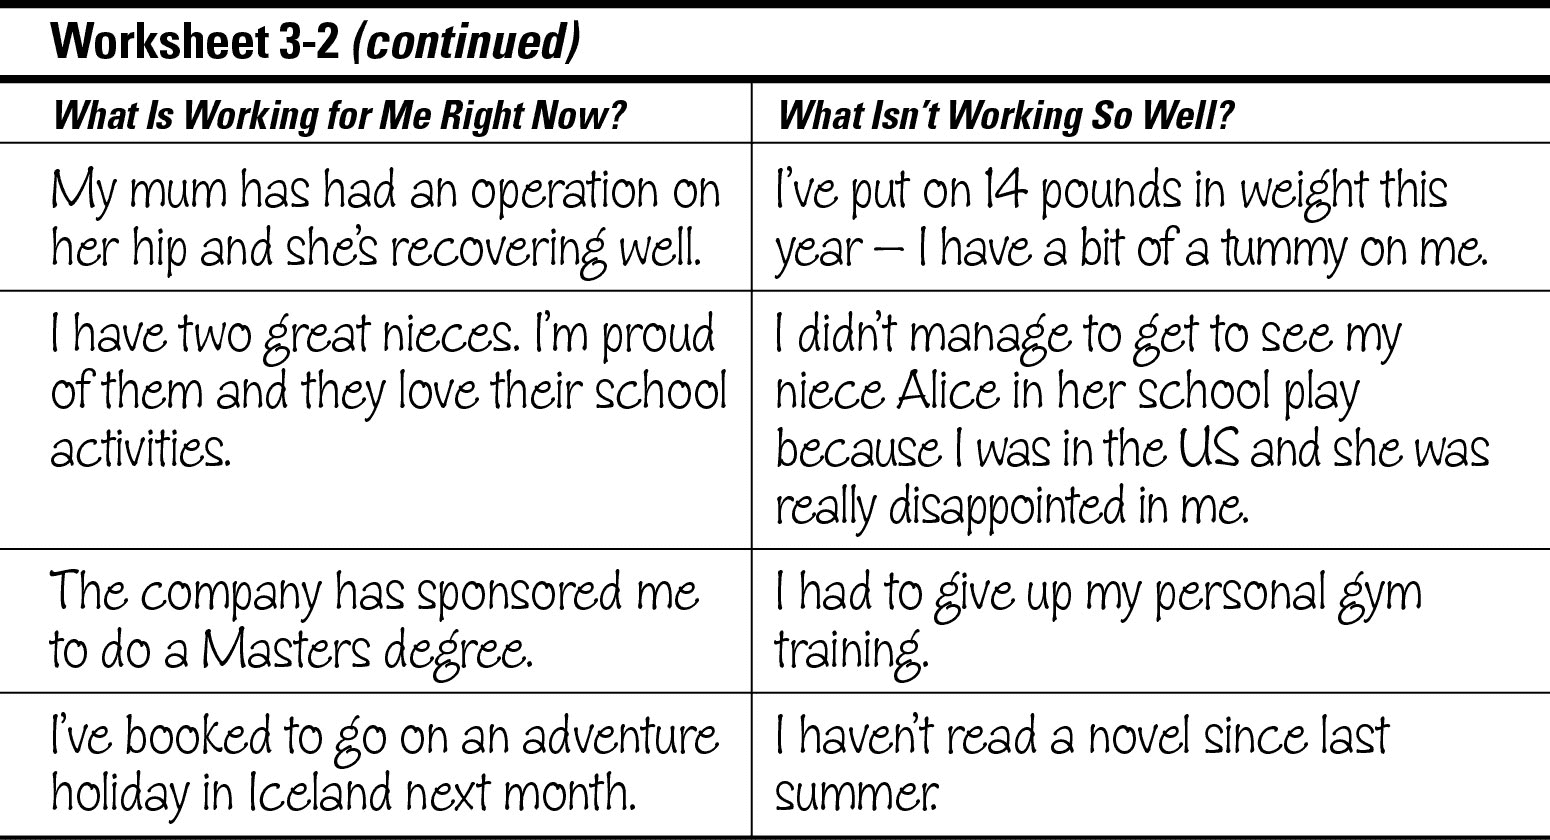 Worksheet 3-2 (continued)
What Is Working for Me Right Now?
What Isn't Working So Well?
My mum has had an operation on
her hip and she's recovering well.
I've put on 14 pounds in weight this
year – I have a bit of a tummy on me.
I have two great nieces. I'm proud
of them and they love their school
activities.
I didn't manage to get to see my
niece Alice in her school play
because I was in the US and she was
really disappointed in me.
The company has sponsored me
to do a Masters degree.
I had to give up my personal gym
training.
I've booked to go on an adventure
holiday in Iceland next month.
I haven't read a novel since last
summer.